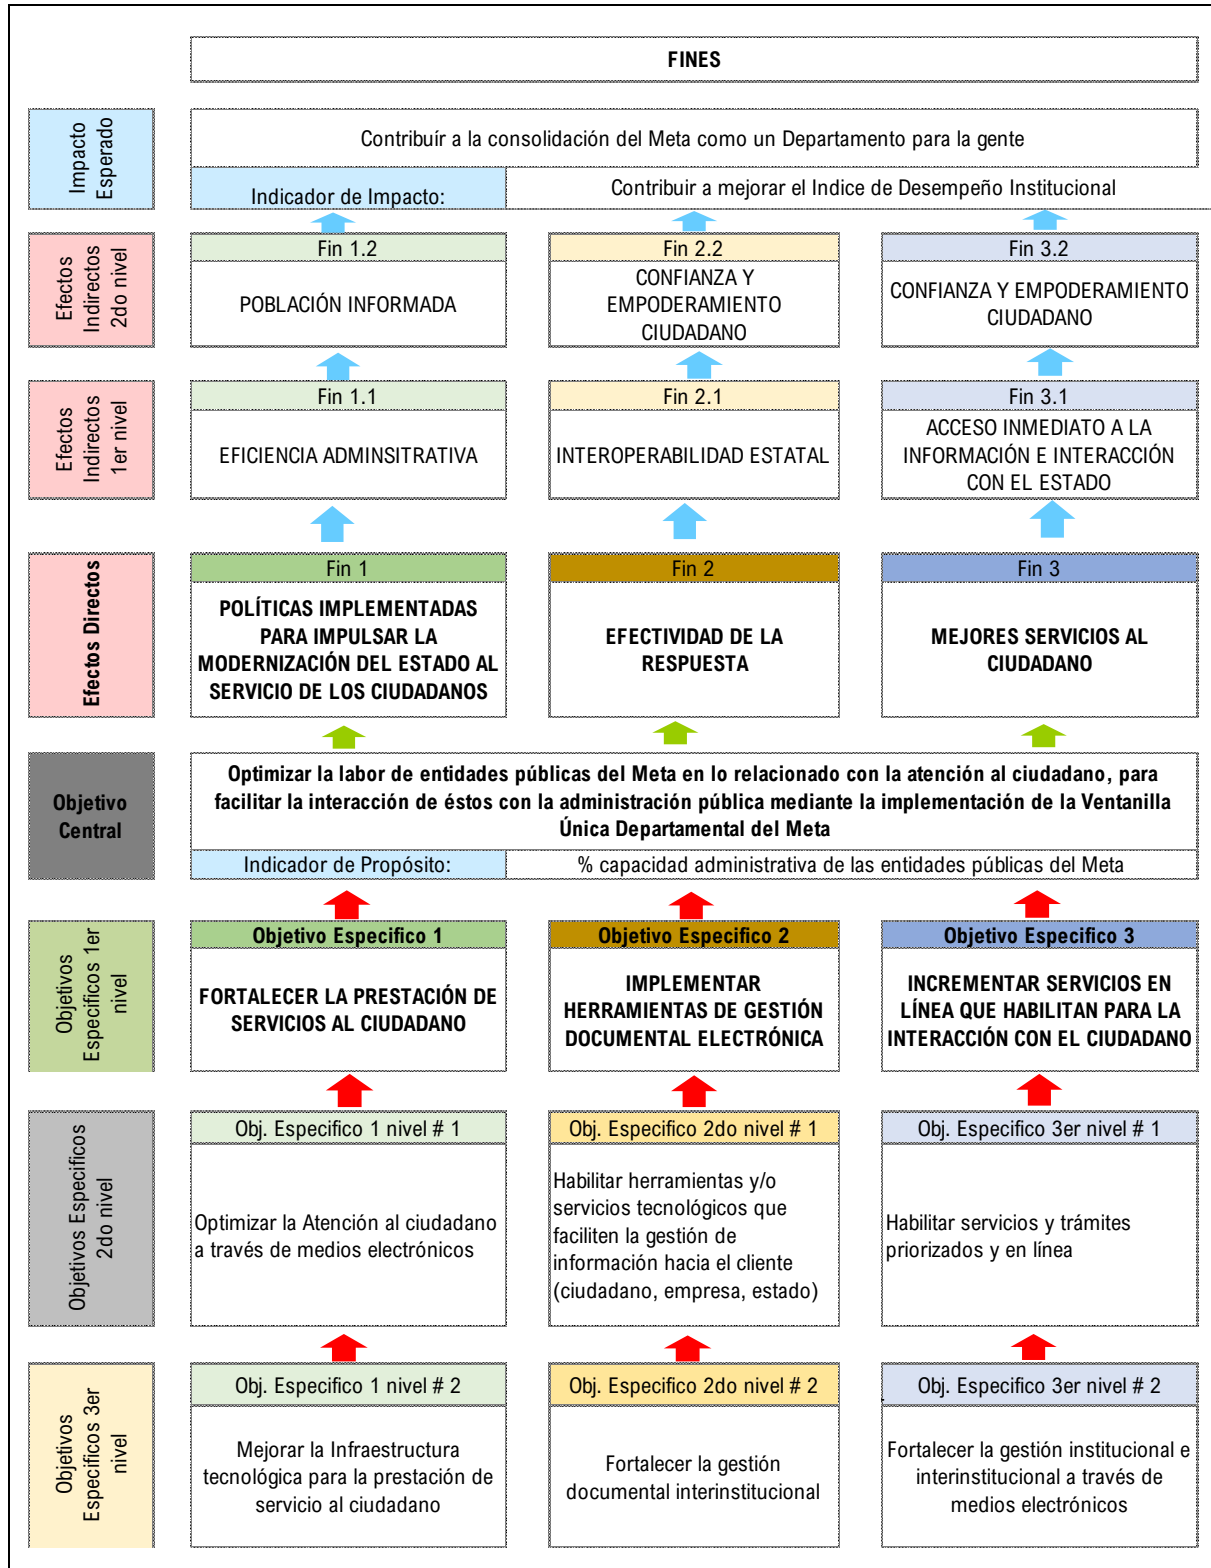 FINES
Impacto
Esperado
Contribuír a la consolidación del Meta como un Departamento para la gente
Indicador de Impacto:
Contribuir a mejorar el Indice de Desempeño Institucional
Efectos
Indirectos
2do nivel
Fin 1.2
POBLACIÓN INFORMADA
Fin 2.2
CONFIANZA Y
EMPODERAMIENTO
CIUDADANO
Fin 3.2
CONFIANZA Y EMPODERAMIENTO
CIUDADANO
Efectos
Indirectos
1er nivel
Fin 1.1
EFICIENCIA ADMINSITRATIVA
Fin 2.1
INTEROPERABILIDAD ESTATAL
Fin 3.1
ACCESO INMEDIATO A LA
INFORMACIÓN E INTERACCIÓN
CON EL ESTADO
Efectos Directos
Fin 1
POLÍTICAS IMPLEMENTADAS
PARA IMPULSAR LA
MODERNIZACIÓN DEL ESTADO AL
SERVICIO DE LOS CIUDADANOS
Fin 2
EFECTIVIDAD DE LA
RESPUESTA
Fin 3
MEJORES SERVICIOS AL
CIUDADANO
Objetivo
Central
Optimizar la labor de entidades públicas del Meta en lo relacionado con la atención al ciudadano, para
facilitar la interacción de éstos con la administración pública mediante la implementación de la Ventanilla
Única Departamental del Meta
Indicador de Propósito:
% capacidad administrativa de las entidades públicas del Meta
Objetivos
Especificos 1er
nivel
Objetivo Especifico 1
FORTALECER LA PRESTACIÓN DE
SERVICIOS AL CIUDADANO
Objetivo Especifico 2
IMPLEMENTAR
HERRAMIENTAS DE GESTIÓN
DOCUMENTAL ELECTRÓNICA
Objetivo Especifico 3
INCREMENTAR SERVICIOS EN
LÍNEA QUE HABILITAN PARA LA
INTERACCIÓN CON EL CIUDADANO
Objetivos Especificos
2do nivel
Obj. Especifico 1 nivel # 1
Optimizar la Atención al ciudadano
a través de medios electrónicos
Obj. Especifico 2do nivel # 1
Habilitar herramientas y/o
servicios tecnológicos que
faciliten la gestión de
información hacia el cliente
(ciudadano, empresa, estado)
Obj. Especifico 3er nivel # 1
Habilitar servicios y trámites
priorizados y en línea
Objetivos
Especificos 3er
nivel
Obj. Especifico 1 nivel # 2
Mejorar la Infraestructura
tecnológica para la prestación de
servicio al ciudadano
Obj. Especifico 2do nivel # 2
Fortalecer la gestión
documental interinstitucional
Obj. Especifico 3er nivel # 2
Fortalecer la gestión institucional e
interinstitucional a través de
medios electrónicos